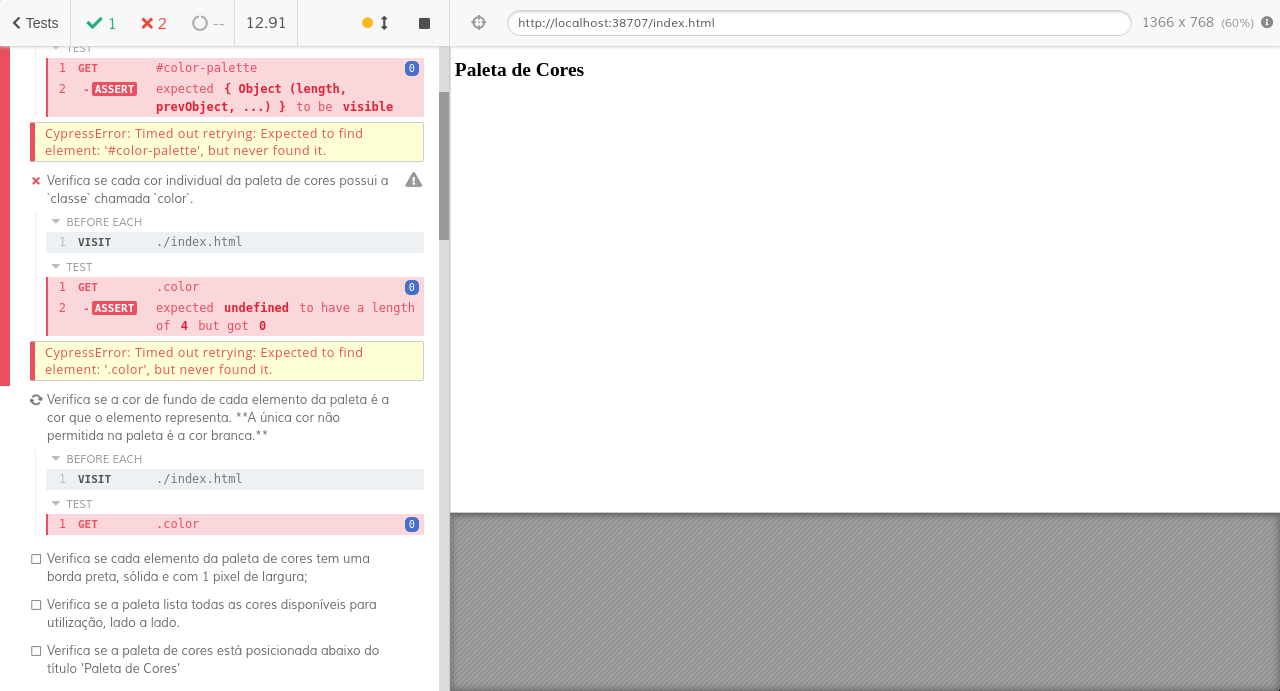 Tests
1
2
--
12.91
http://localhost:38707/index.html
1366 x 768 (60%)
TEST
1 GET #color-palette 0
2 -ASSERT expected { Object (length,
prevObject, ...) } to be visible
CypressError: Timed out retrying: Expected to find
element: '#color-palette', but never found it.
Verifica se cada cor individual da paleta de cores possui a
`classe` chamada `color`.
BEFORE EACH
1 VISIT ./index.html
TEST
1 GET .color 0
2 -ASSERT expected undefined to have a length
of 4 but got 0
CypressError: Timed out retrying: Expected to find
element: '.color', but never found it.
Verifica se a cor de fundo de cada elemento da paleta é a
cor que o elemento representa. **A única cor não
permitida na paleta é a cor branca.**
BEFORE EACH
1 VISIT ./index.html
TEST
1 GET .color 0
Verifica se cada elemento da paleta de cores tem uma
borda preta, sólida e com 1 pixel de largura;
Verifica se a paleta lista todas as cores disponíveis para
utilização, lado a lado.
Verifica se a paleta de cores está posicionada abaixo do
título 'Paleta de Cores'
Paleta de Cores